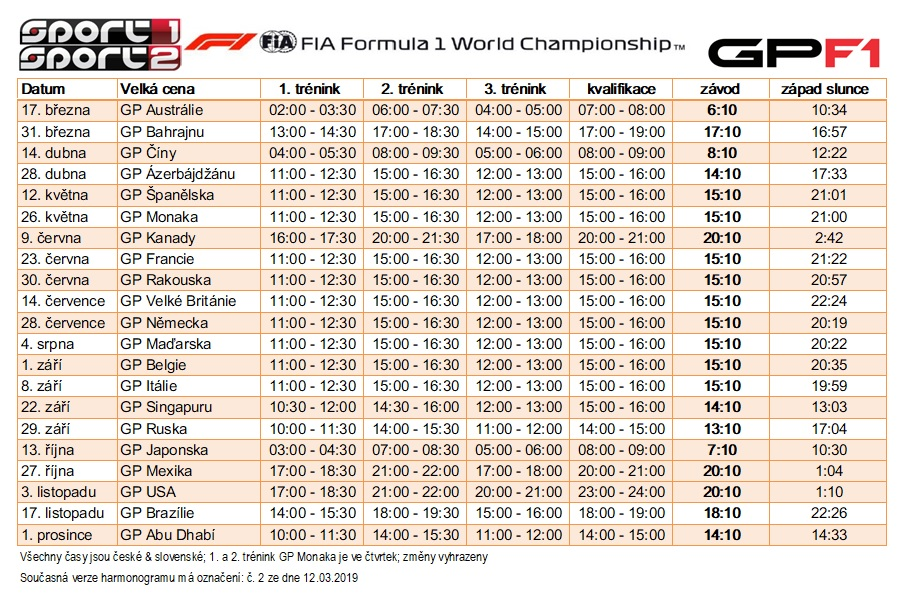 sport 1
sport 2
F1 FIA FIA Formula 1 World Championship™
GPF1
Datum Velká cena 1. trénink 2. trénink 3. trénink kvalifikace závod západ slunce
17. března GP Austrálie 02:00 - 03:30 06:00 - 07:30 04:00 - 05:00 07:00 - 08:00 6:10 10:34
31. března GP Bahrajnu 13:00 - 14:30 17:00 - 18:30 14:00 - 15:00 17:00 - 19:00 17:10 16:57
14. dubna GP Číny 04:00 - 05:30 08:00 - 09:30 05:00 - 06:00 08:00 - 09:00 8:10 12:22
28. dubna GP Ázerbájdžánu 11:00 - 12:30 15:00 - 16:30 12:00 - 13:00 15:00 - 16:00 14:10 17:33
12. května GP Španělska 11:00 - 12:30 15:00 - 16:30 12:00 - 13:00 15:00 - 16:00 15:10 21:01
26. května GP Monaka 11:00 - 12:30 15:00 - 16:30 12:00 - 13:00 15:00 - 16:00 15:10 21:00
9. června GP Kanady 16:00 - 17:30 20:00 - 21:30 17:00 - 18:00 20:00 - 21:00 20:10 2:42
23. června GP Francie 11:00 - 12:30 15:00 - 16:30 12:00 - 13:00 15:00 - 16:00 15:10 21:22
30. června GP Rakouska 11:00 - 12:30 15:00 - 16:30 12:00 - 13:00 15:00 - 16:00 15:10 20:57
14. července GP Velké Británie 11:00 - 12:30 15:00 - 16:30 12:00 - 13:00 15:00 - 16:00 15:10 22:24
28. července GP Německa 11:00 - 12:30 15:00 - 16:30 12:00 - 13:00 15:00 - 16:00 15:10 20:19
4. srpna GP Maďarska 11:00 - 12:30 15:00 - 16:30 12:00 - 13:00 15:00 - 16:00 15:10 20:22
1. září GP Belgie 11:00 - 12:30 15:00 - 16:30 12:00 - 13:00 15:00 - 16:00 15:10 20:35
8. září GP Itálie 11:00 - 12:30 15:00 - 16:30 12:00 - 13:00 15:00 - 16:00 15:10 19:59
22. září GP Singapuru 10:30 - 12:00 14:30 - 16:00 12:00 - 13:00 15:00 - 16:00 14:10 13:03
29. září GP Ruska 10:00 - 11:30 14:00 - 15:30 11:00 - 12:00 14:00 - 15:00 13:10 17:04
13. října GP Japonska 03:00 - 04:30 07:00 - 08:30 05:00 - 06:00 08:00 - 09:00 7:10 10:30
27. října GP Mexika 17:00 - 18:30 21:00 - 22:00 17:00 - 18:00 20:00 - 21:00 20:10 1:04
3. listopadu GP USA 17:00 - 18:30 21:00 - 22:00 20:00 - 21:00 23:00 - 24:00 20:10 1:10
17. listopadu GP Brazílie 14:00 - 15:30 18:00 - 19:30 15:00 - 16:00 18:00 - 19:00 18:10 22:26
1. prosince GP Abu Dhabí 10:00 - 11:30 14:00 - 15:30 11:00 - 12:00 14:00 - 15:00 14:10 14:33
Všechny časy jsou české & slovenské; 1. a 2. trénink GP Monaka je ve čtvrtek; změny vyhrazeny
Současná verze harmonogramu má označení: č. 2 ze dne 12.03.2019